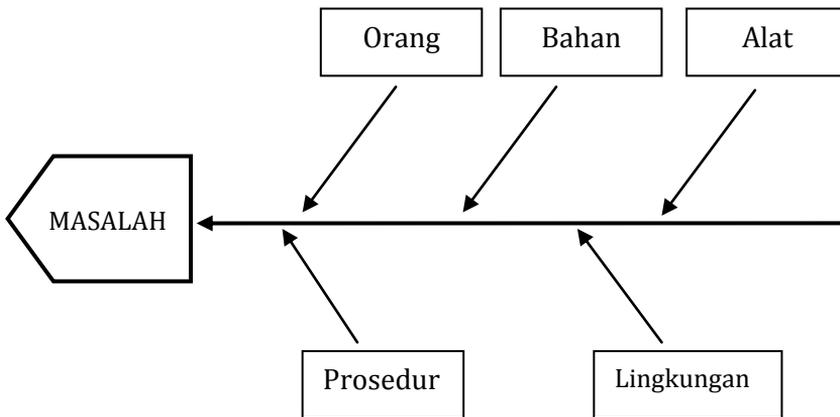 Orang
Bahan
Alat
MASALAH
Prosedur
Lingkungan